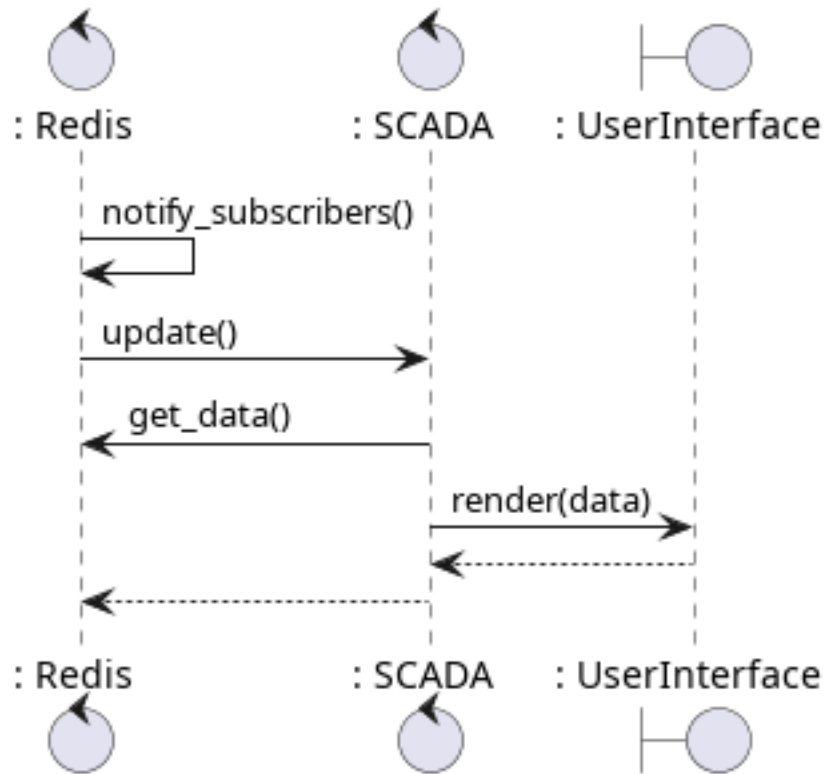 : Redis : SCADA : UserInterface
notify_subscribers()
update()
get_data()
render(data)
: Redis : SCADA : UserInterface